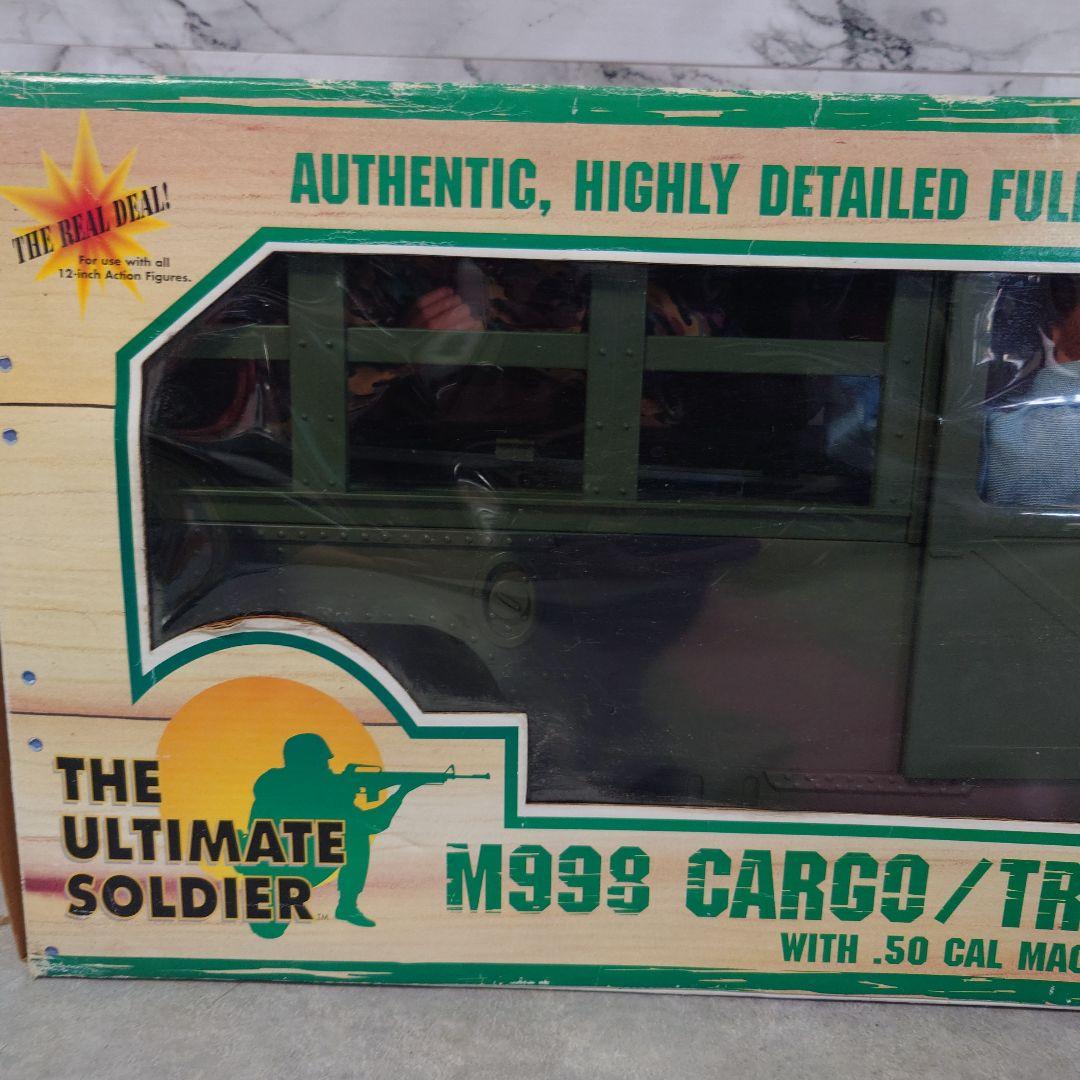 AUTHENTIC, HIGHLY DETAILED FULL
THE REAL DEAL!
For use with all
12-inch Action Figures.
THE
ULTIMATE
SOLDIER™
M998 CARGO/TR
WITH .50 CAL MAC